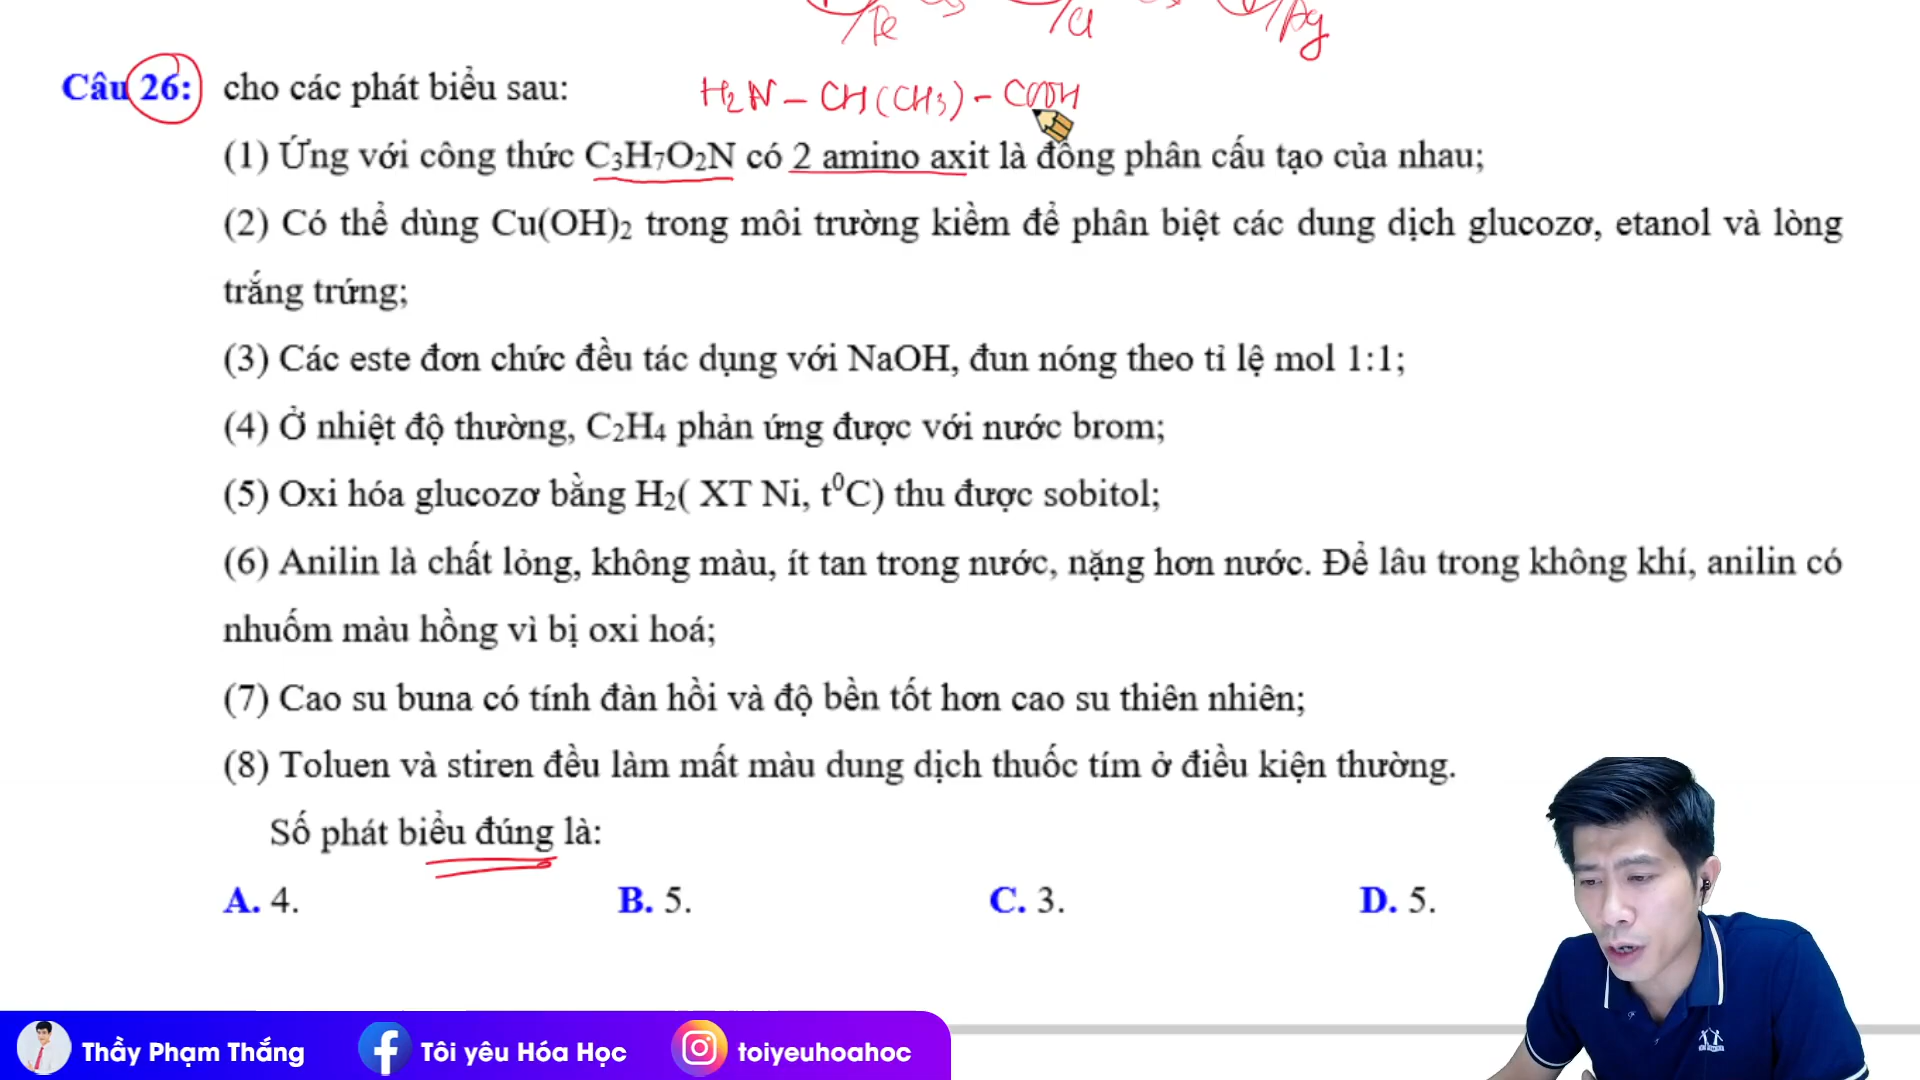 /Fe /Cl /Ag
Câu 26: cho các phát biểu sau:
H₂N – CH(CH₃) – COOH
(1) Ứng với công thức C₃H₇O₂N có 2 amino axit là đồng phân cấu tạo của nhau;
(2) Có thể dùng Cu(OH)₂ trong môi trường kiềm để phân biệt các dung dịch glucozơ, etanol và lòng
trắng trứng;
(3) Các este đơn chức đều tác dụng với NaOH, đun nóng theo tỉ lệ mol 1:1;
(4) Ở nhiệt độ thường, C₂H₄ phản ứng được với nước brom;
(5) Oxi hóa glucozơ bằng H₂( XT Ni, t⁰C) thu được sobitol;
(6) Anilin là chất lỏng, không màu, ít tan trong nước, nặng hơn nước. Để lâu trong không khí, anilin có
nhuốm màu hồng vì bị oxi hoá;
(7) Cao su buna có tính đàn hồi và độ bền tốt hơn cao su thiên nhiên;
(8) Toluen và stiren đều làm mất màu dung dịch thuốc tím ở điều kiện thường.
Số phát biểu đúng là:
A. 4. B. 5. C. 3. D. 5.
Thầy Phạm Thắng Tôi yêu Hóa Học toiyeuhoahoc